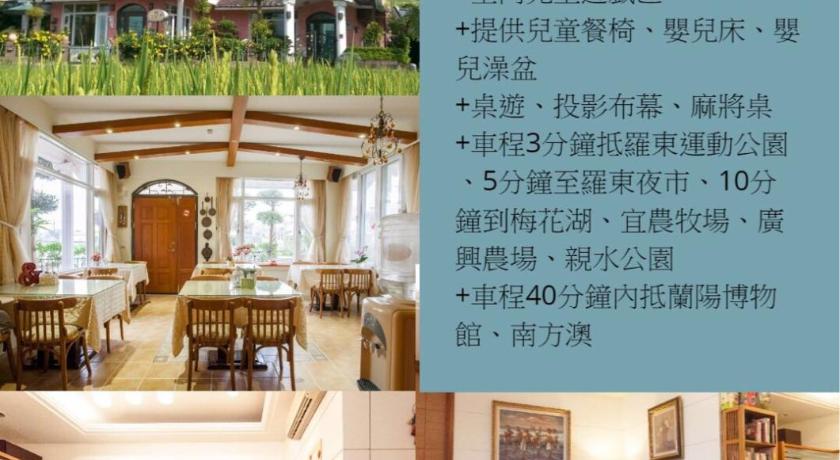 +提供兒童餐椅、嬰兒床、嬰
兒澡盆
+桌遊、投影布幕、麻將桌
+車程3分鐘抵羅東運動公園
、5分鐘至羅東夜市、10分
鐘到梅花湖、宜農牧場、廣
興農場、親水公園
+車程40分鐘內抵蘭陽博物
館、南方澳